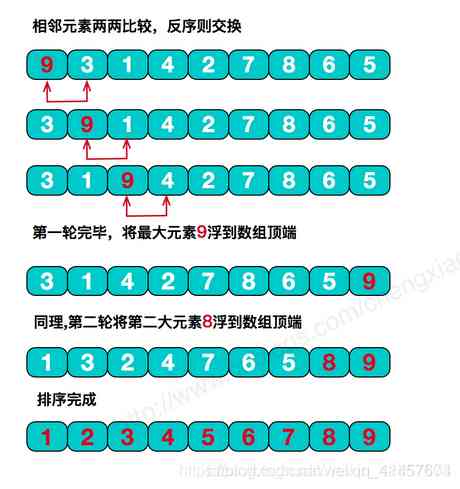 相邻元素两两比较，反序则交换
9 3 1 4 2 7 8 6 5
3 9 1 4 2 7 8 6 5
3 1 9 4 2 7 8 6 5
第一轮完毕，将最大元素9浮到数组顶端
3 1 4 2 7 8 6 5 9
同理,第二轮将第二大元素8浮到数组顶端
1 3 2 4 7 6 5 8 9
排序完成
1 2 3 4 5 6 7 8 9